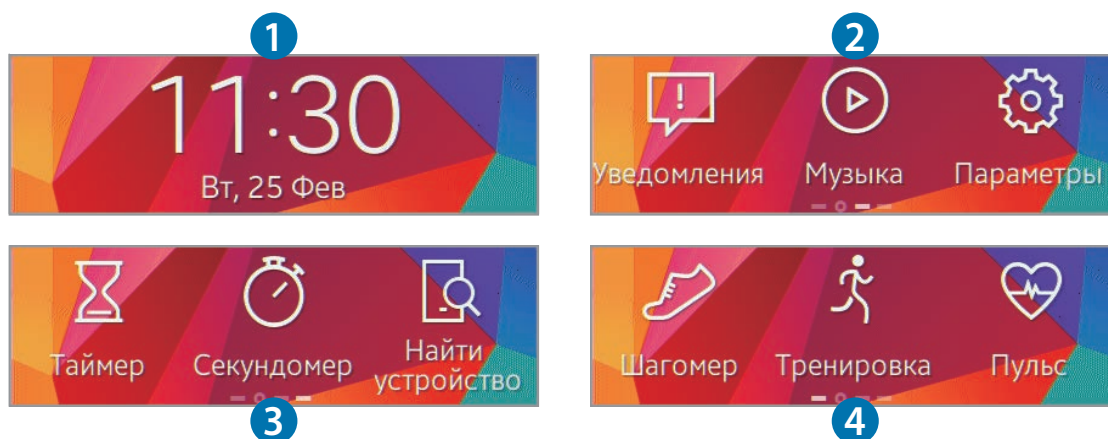 1
11:30
Вт, 25 Фев
2
!
Уведомления Музыка Параметры
Таймер Секундомер Найти
устройство
3
Шагомер Тренировка Пульс
4